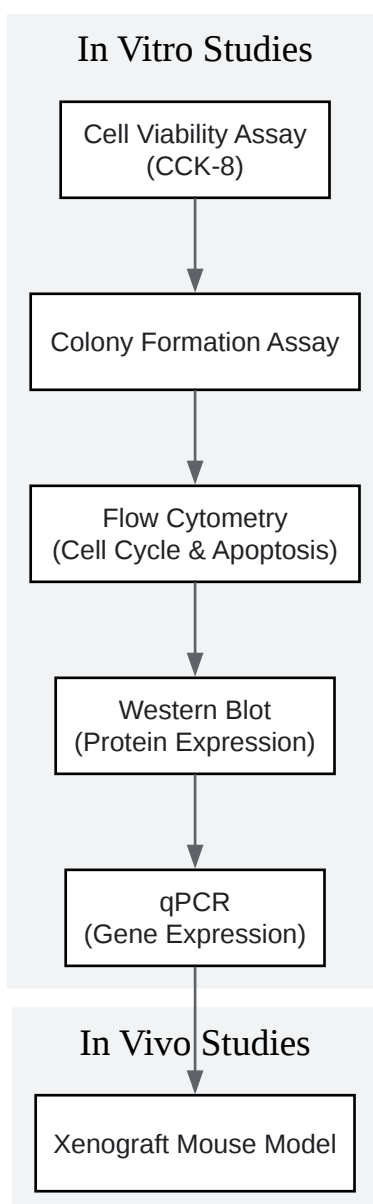 In Vitro Studies
Cell Viability Assay
(CCK-8)
Colony Formation Assay
Flow Cytometry
(Cell Cycle & Apoptosis)
Western Blot
(Protein Expression)
qPCR
(Gene Expression)
In Vivo Studies
Xenograft Mouse Model